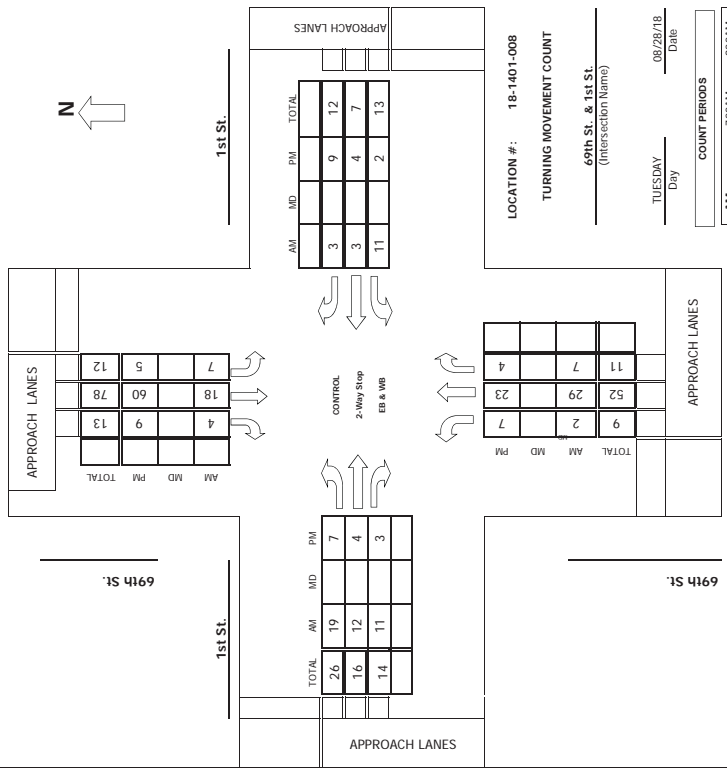 N
1st St.
APPROACH LANES
TOTAL 12 7 13
PM 9 4 2
MD
AM 3 3 11
LOCATION #: 18-1401-008
TURNING MOVEMENT COUNT
69th St. & 1st St.
(Intersection Name)
TUESDAY 08/28/18
Day Date
COUNT PERIODS
APPROACH LANES
12 5 7
78 60 18
13 9 4
TOTAL PM MD AM
CONTROL
2-Way Stop
EB & WB
4 7 11
23 29 52
7 2 9
PM MD AM TOTAL
APPROACH LANES
69th St.
69th St.
1st St.
PM 7 4 3
MD
AM 19 12 11
TOTAL 26 16 14
APPROACH LANES